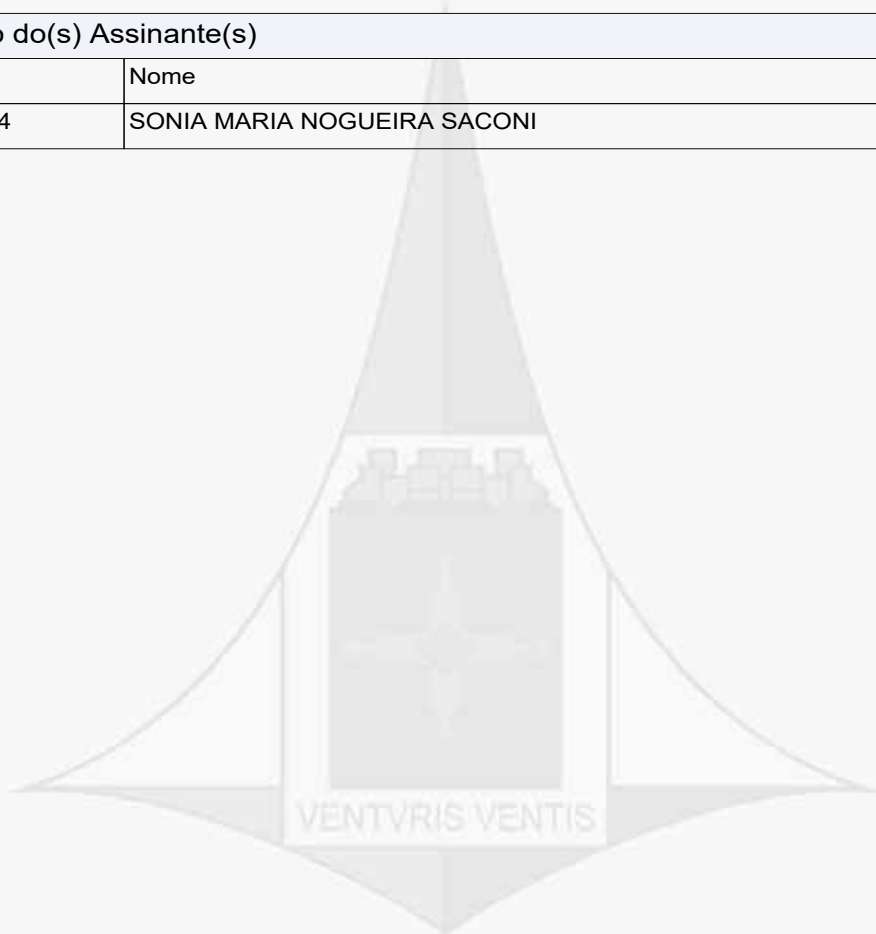 o do(s) Assinante(s)
Nome
4 SONIA MARIA NOGUEIRA SACONI
VENTVRIS VENTIS